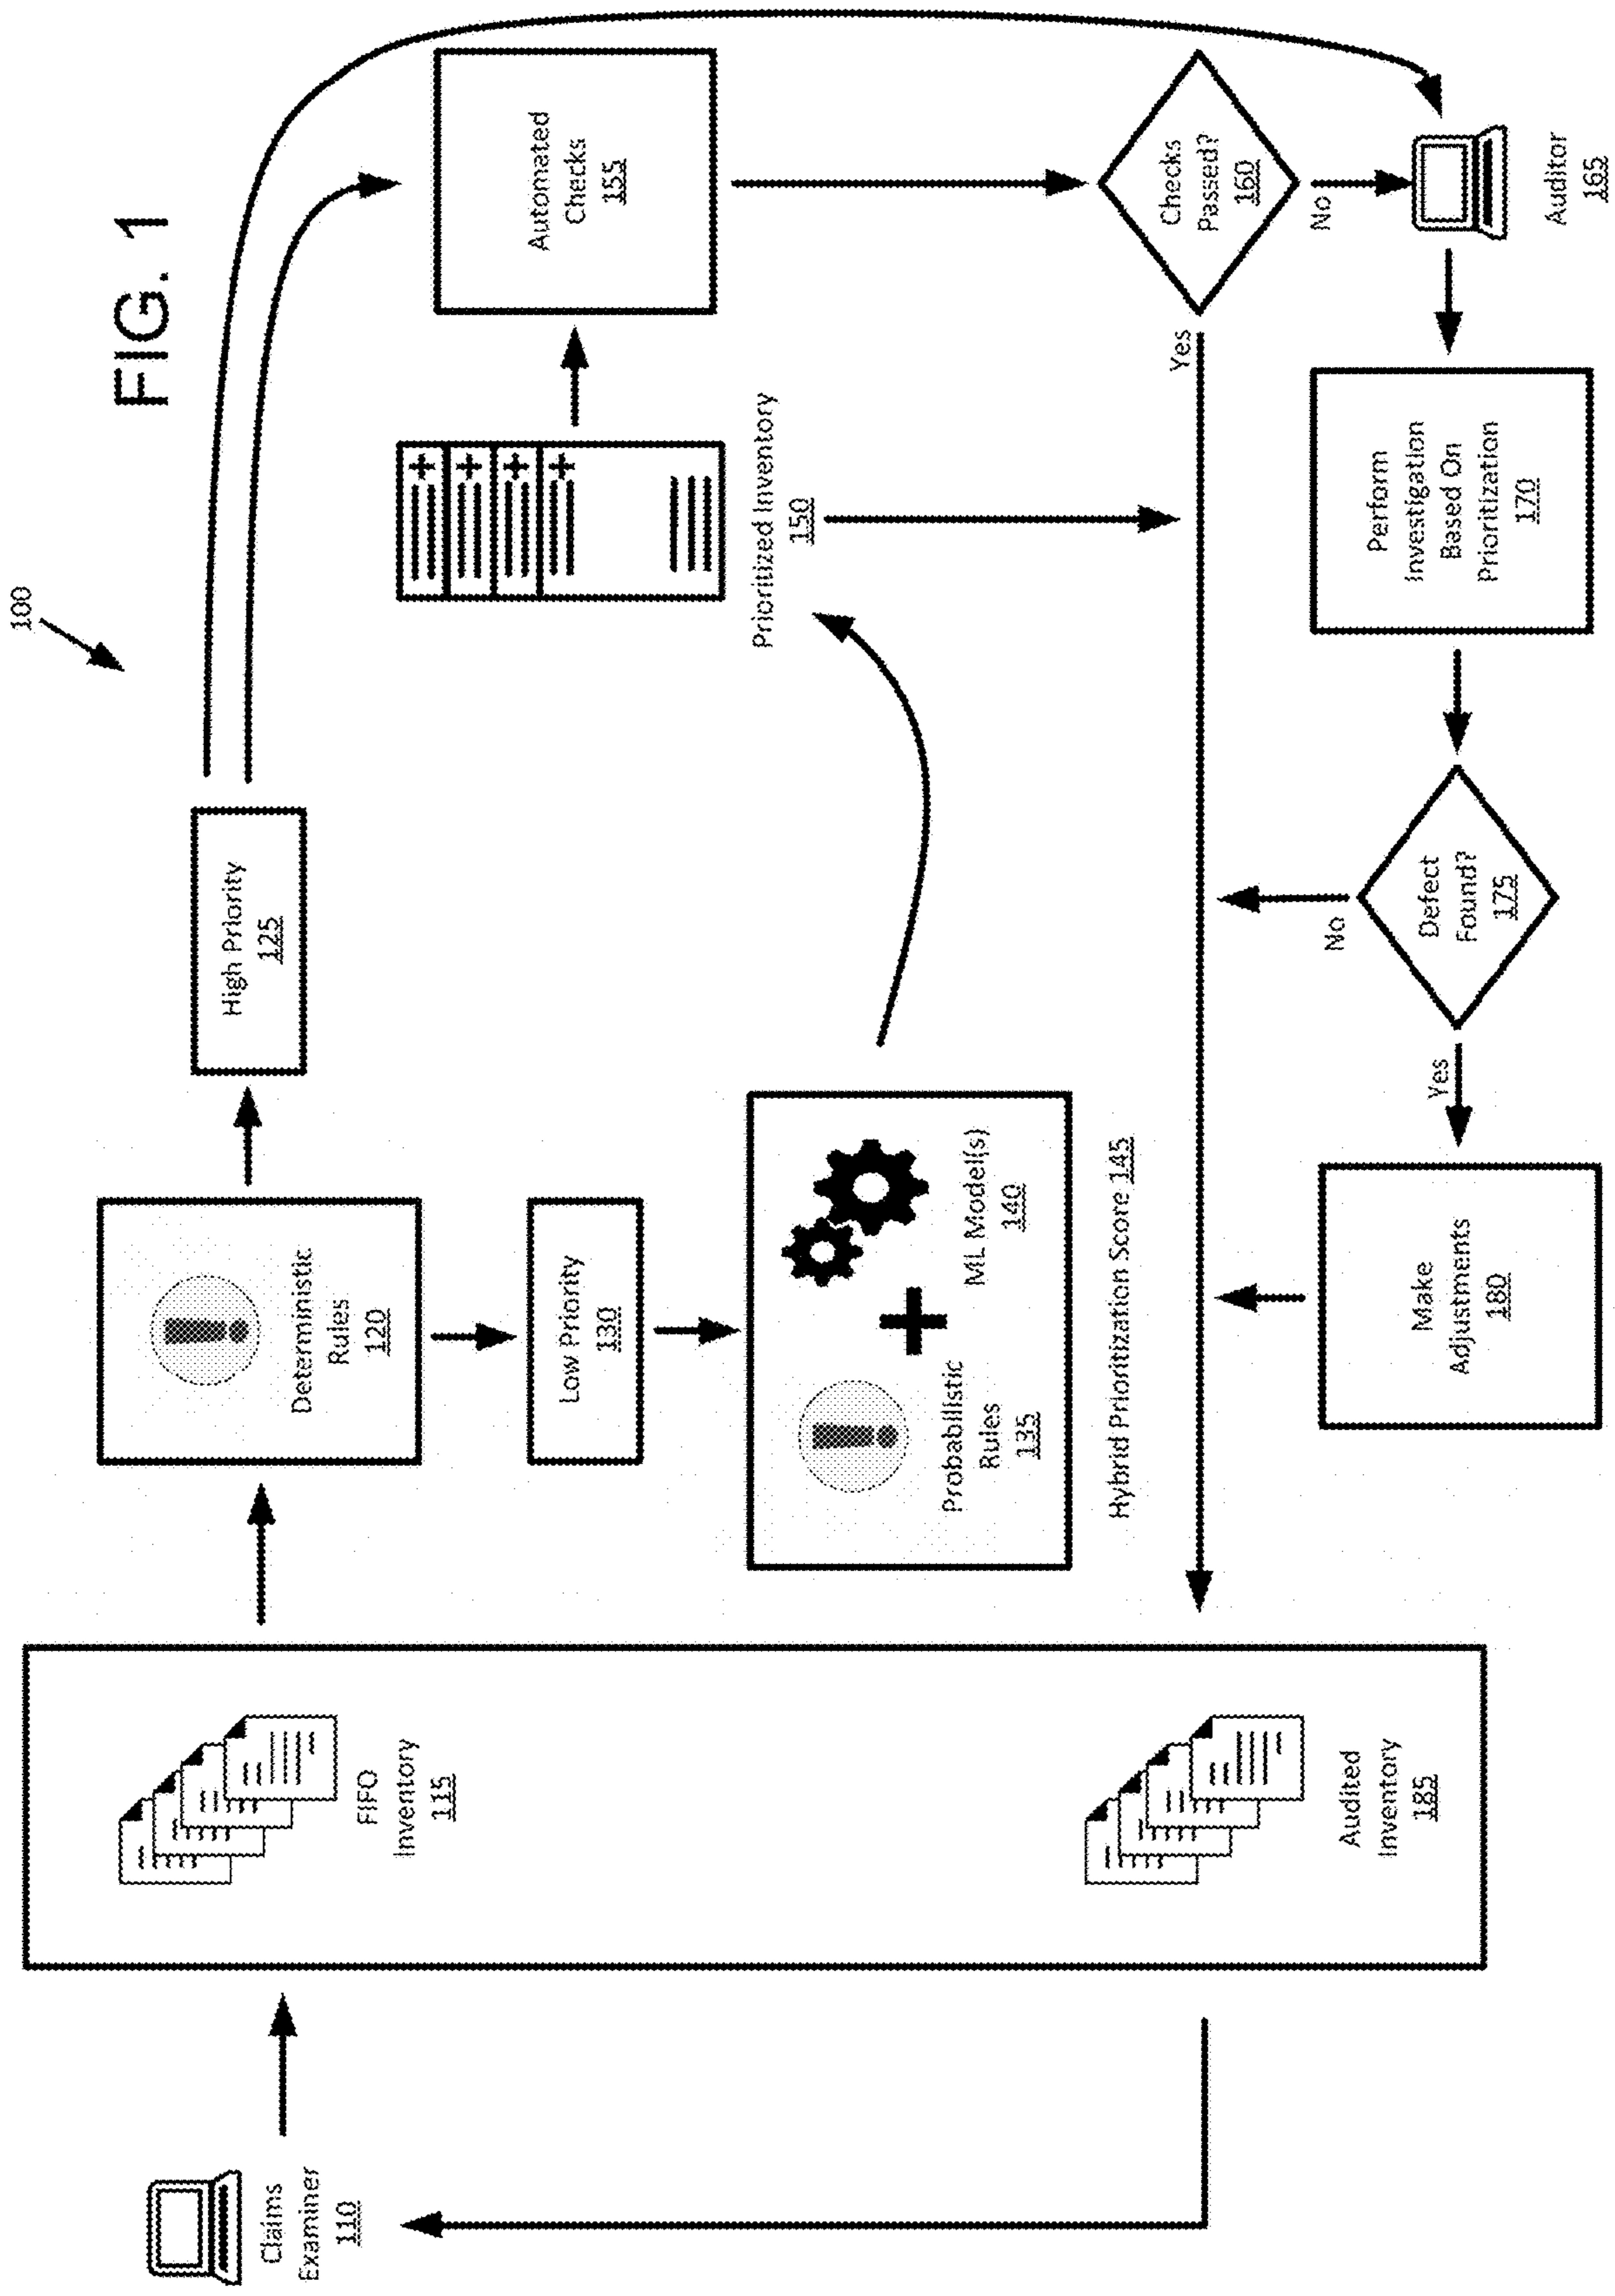 FIG. 1
100
Claims
Examiner
110
FIFO
Inventory
115
Deterministic
Rules
120
High Priority
125
Low Priority
130
Probabilistic
Rules
135
ML Model(s)
140
Hybrid Prioritization Score 145
Prioritized Inventory
150
Automated
Checks
155
Checks
Passed?
160
Yes
No
Auditor
165
Perform
Investigation
Based On
Prioritization
170
Defect
Found?
175
No
Yes
Make
Adjustments
180
Audited
Inventory
185